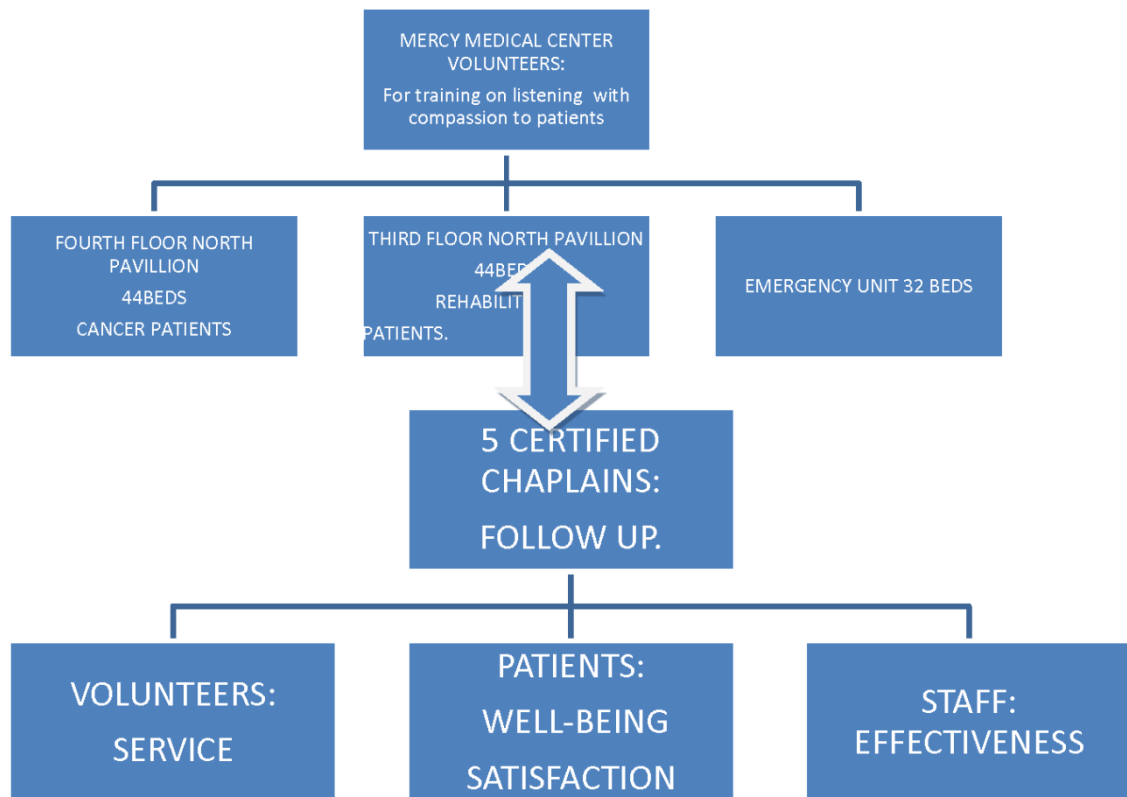 MERCY MEDICAL CENTER
VOLUNTEERS:
For training on listening with
compassion to patients
FOURTH FLOOR NORTH
PAVILLION
44BEDS
CANCER PATIENTS
THIRD FLOOR NORTH PAVILLION
44BED
REHABILIT
PATIENTS.
EMERGENCY UNIT 32 BEDS
5 CERTIFIED
CHAPLAINS:
FOLLOW UP.
VOLUNTEERS:
SERVICE
PATIENTS:
WELL-BEING
SATISFACTION
STAFF:
EFFECTIVENESS